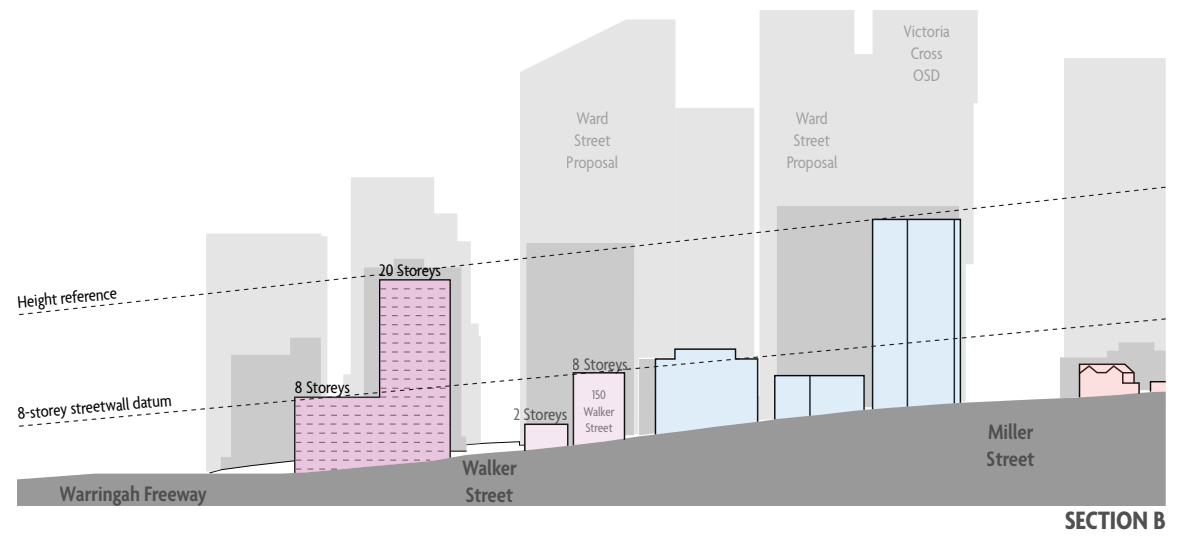 Victoria
Cross
OSD
Ward
Street
Proposal
Ward
Street
Proposal
20 Storeys
Height reference
8 Storeys
8 Storeys
8-storey streetwall datum
2 Storeys
150
Walker
Street
Miller
Street
Walker
Street
Warringah Freeway
SECTION B